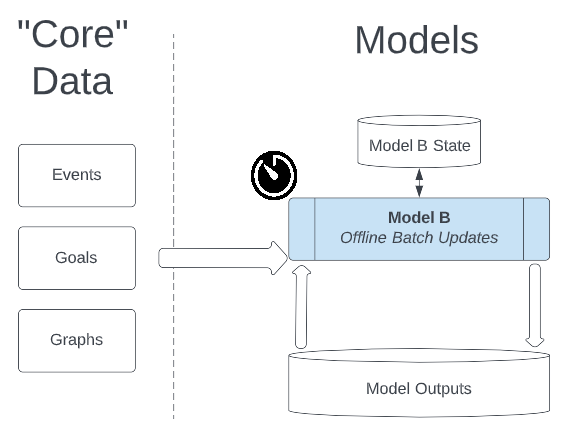 "Core"
Data
Models
Events
Goals
Graphs
Model B State
Model B
Offline Batch Updates
Model Outputs